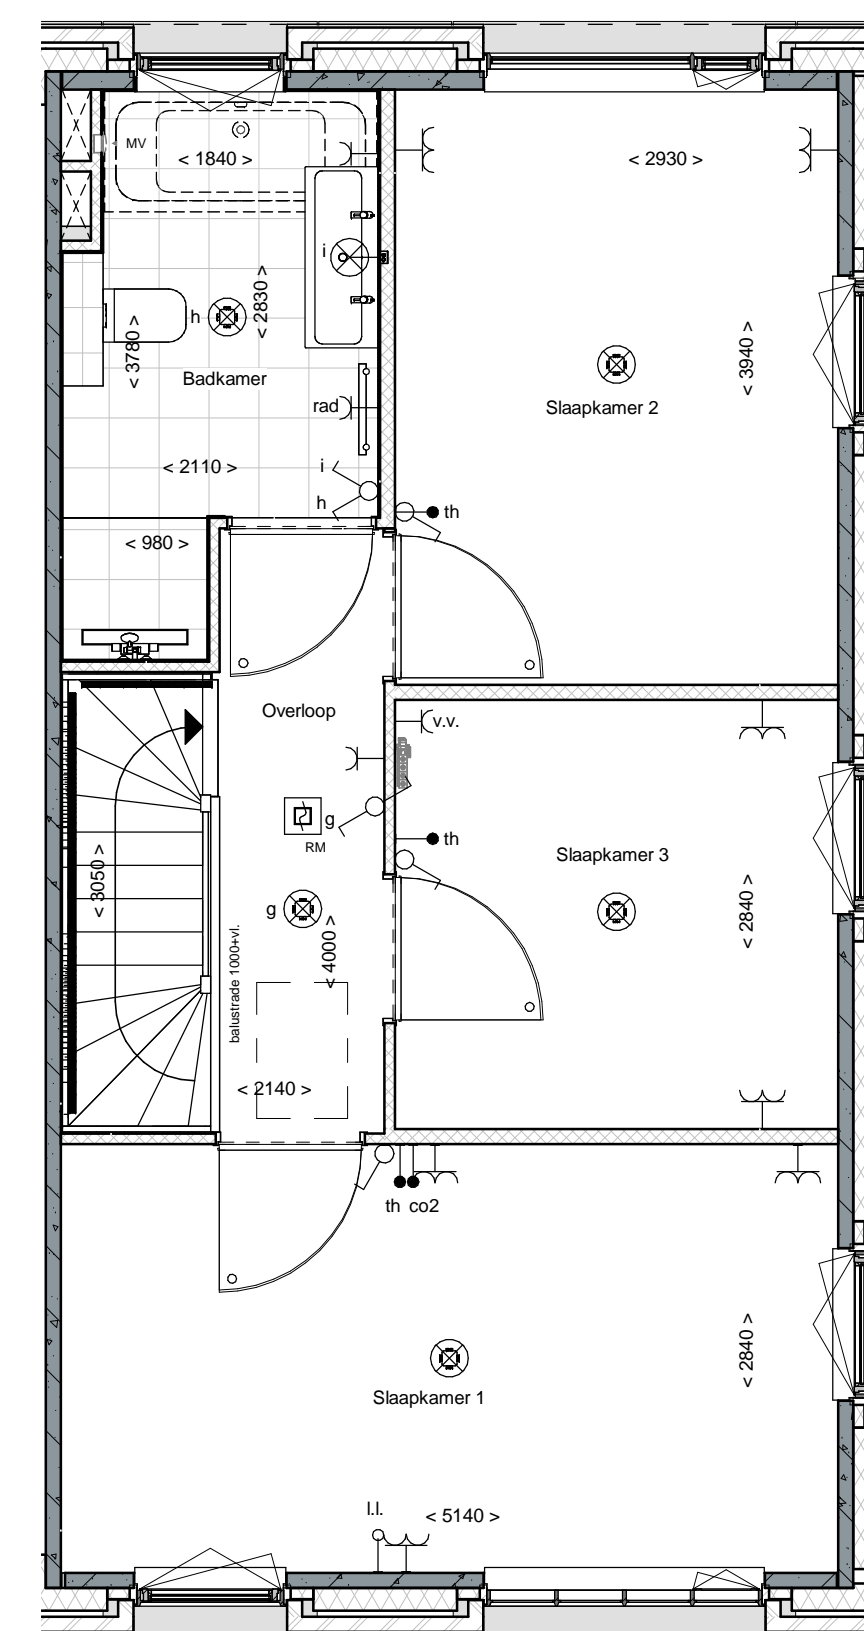 MV
< 1840 >
< 2930 >
i
h
< 2830 >
< 3780 >
< 3940 >
Badkamer
Slaapkamer 2
rad
< 2110 >
i
h
th
< 980 >
Overloop
v.v.
g
RM
th
Slaapkamer 3
< 3050 >
g
< 4000 >
< 2840 >
balustrade 1000+vl.
< 2140 >
th co2
< 2840 >
Slaapkamer 1
l.l.
< 5140 >